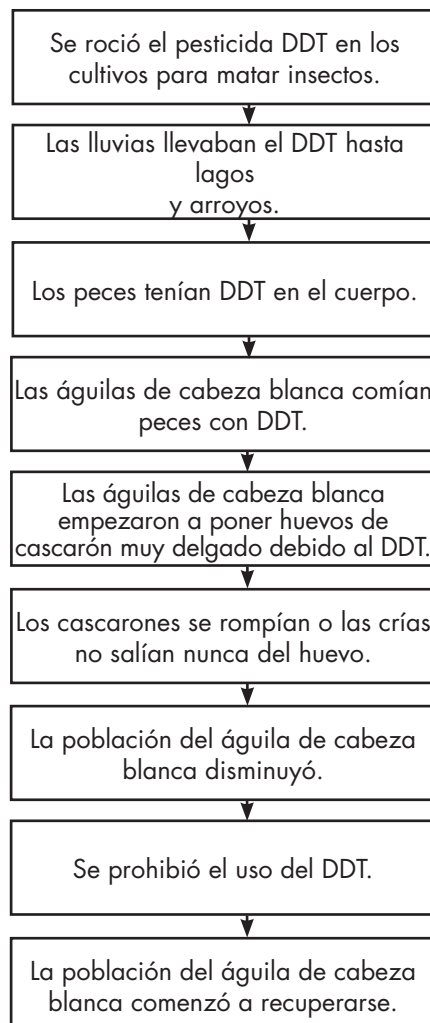 Se roció el pesticida DDT en los
cultivos para matar insectos.
Las lluvias llevaban el DDT hasta
lagos
y arroyos.
Los peces tenían DDT en el cuerpo.
Las águilas de cabeza blanca comían
peces con DDT.
Las águilas de cabeza blanca
empezaron a poner huevos de
cascarón muy delgado debido al DDT.
Los cascarones se rompían o las crías
no salían nunca del huevo.
La población del águila de cabeza
blanca disminuyó.
Se prohibió el uso del DDT.
La población del águila de cabeza
blanca comenzó a recuperarse.